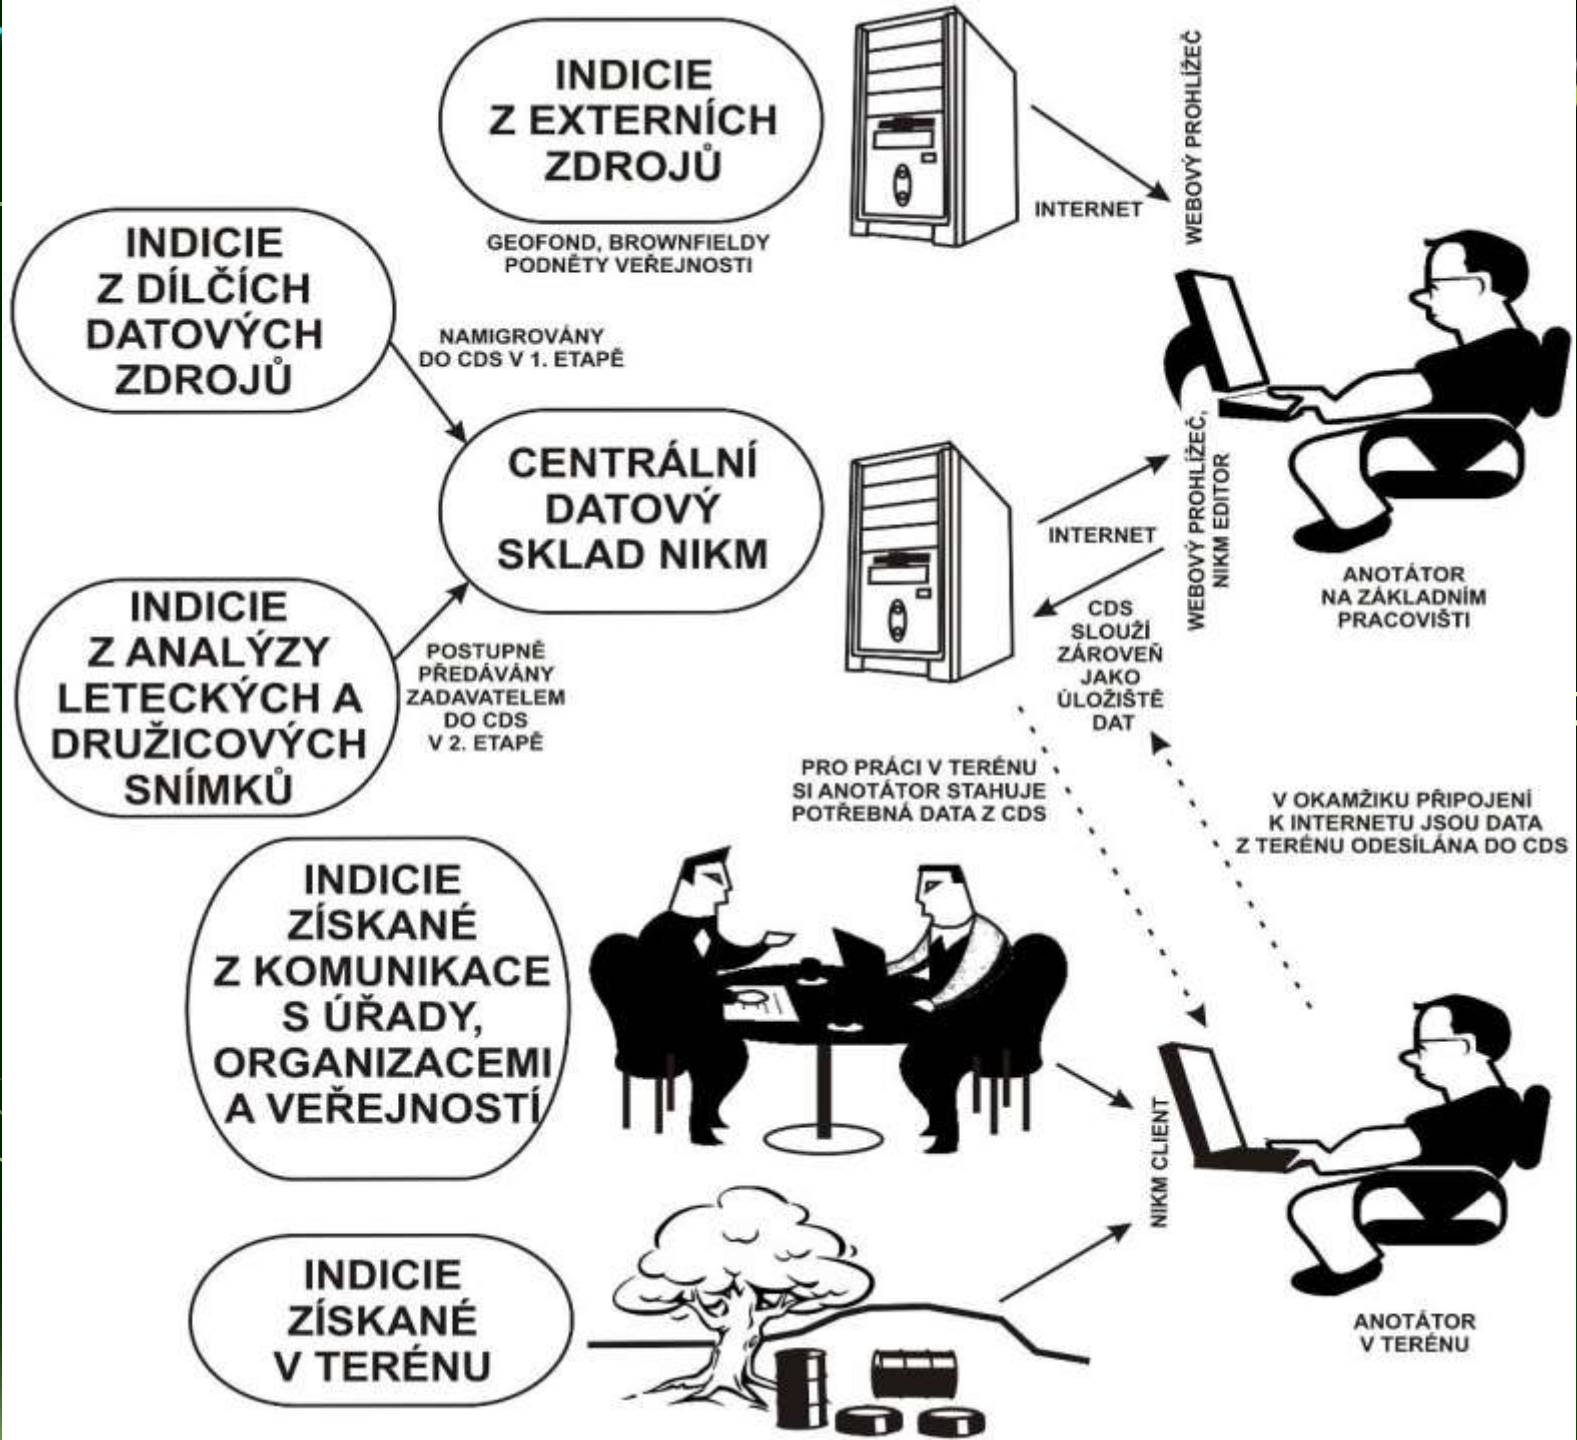 INDICIE
Z EXTERNÍCH
ZDROJŮ
GEOFOND, BROWNFIELDY
PODNĚTY VEŘEJNOSTI
INTERNET
WEBOVÝ PROHLÍŽEČ
INDICIE
Z DÍLČÍCH
DATOVÝCH
ZDROJŮ
NAMIGROVÁNY
DO CDS V 1. ETAPĚ
CENTRÁLNÍ
DATOVÝ
SKLAD NIKM
INTERNET
WEBOVÝ PROHLÍŽEČ,
NIKM EDITOR
ANOTÁTOR
NA ZÁKLADNÍM
PRACOVIŠTI
INDICIE
Z ANALÝZY
LETECKÝCH A
DRUŽICOVÝCH
SNÍMKŮ
POSTUPNĚ
PŘEDÁVÁNY
ZADAVATELEM
DO CDS
V 2. ETAPĚ
CDS
SLOUŽÍ
ZÁROVEŇ
JAKO
ÚLOŽIŠTĚ
DAT
PRO PRÁCI V TERÉNU
SI ANOTÁTOR STAHUJE
POTŘEBNÁ DATA Z CDS
V OKAMŽIKU PŘIPOJENÍ
K INTERNETU JSOU DATA
Z TERÉNU ODESÍLÁNA DO CDS
INDICIE
ZÍSKANÉ
Z KOMUNIKACE
S ÚŘADY,
ORGANIZACEMI
A VEŘEJNOSTÍ
NIKM CLIENT
INDICIE
ZÍSKANÉ
V TERÉNU
ANOTÁTOR
V TERÉNU